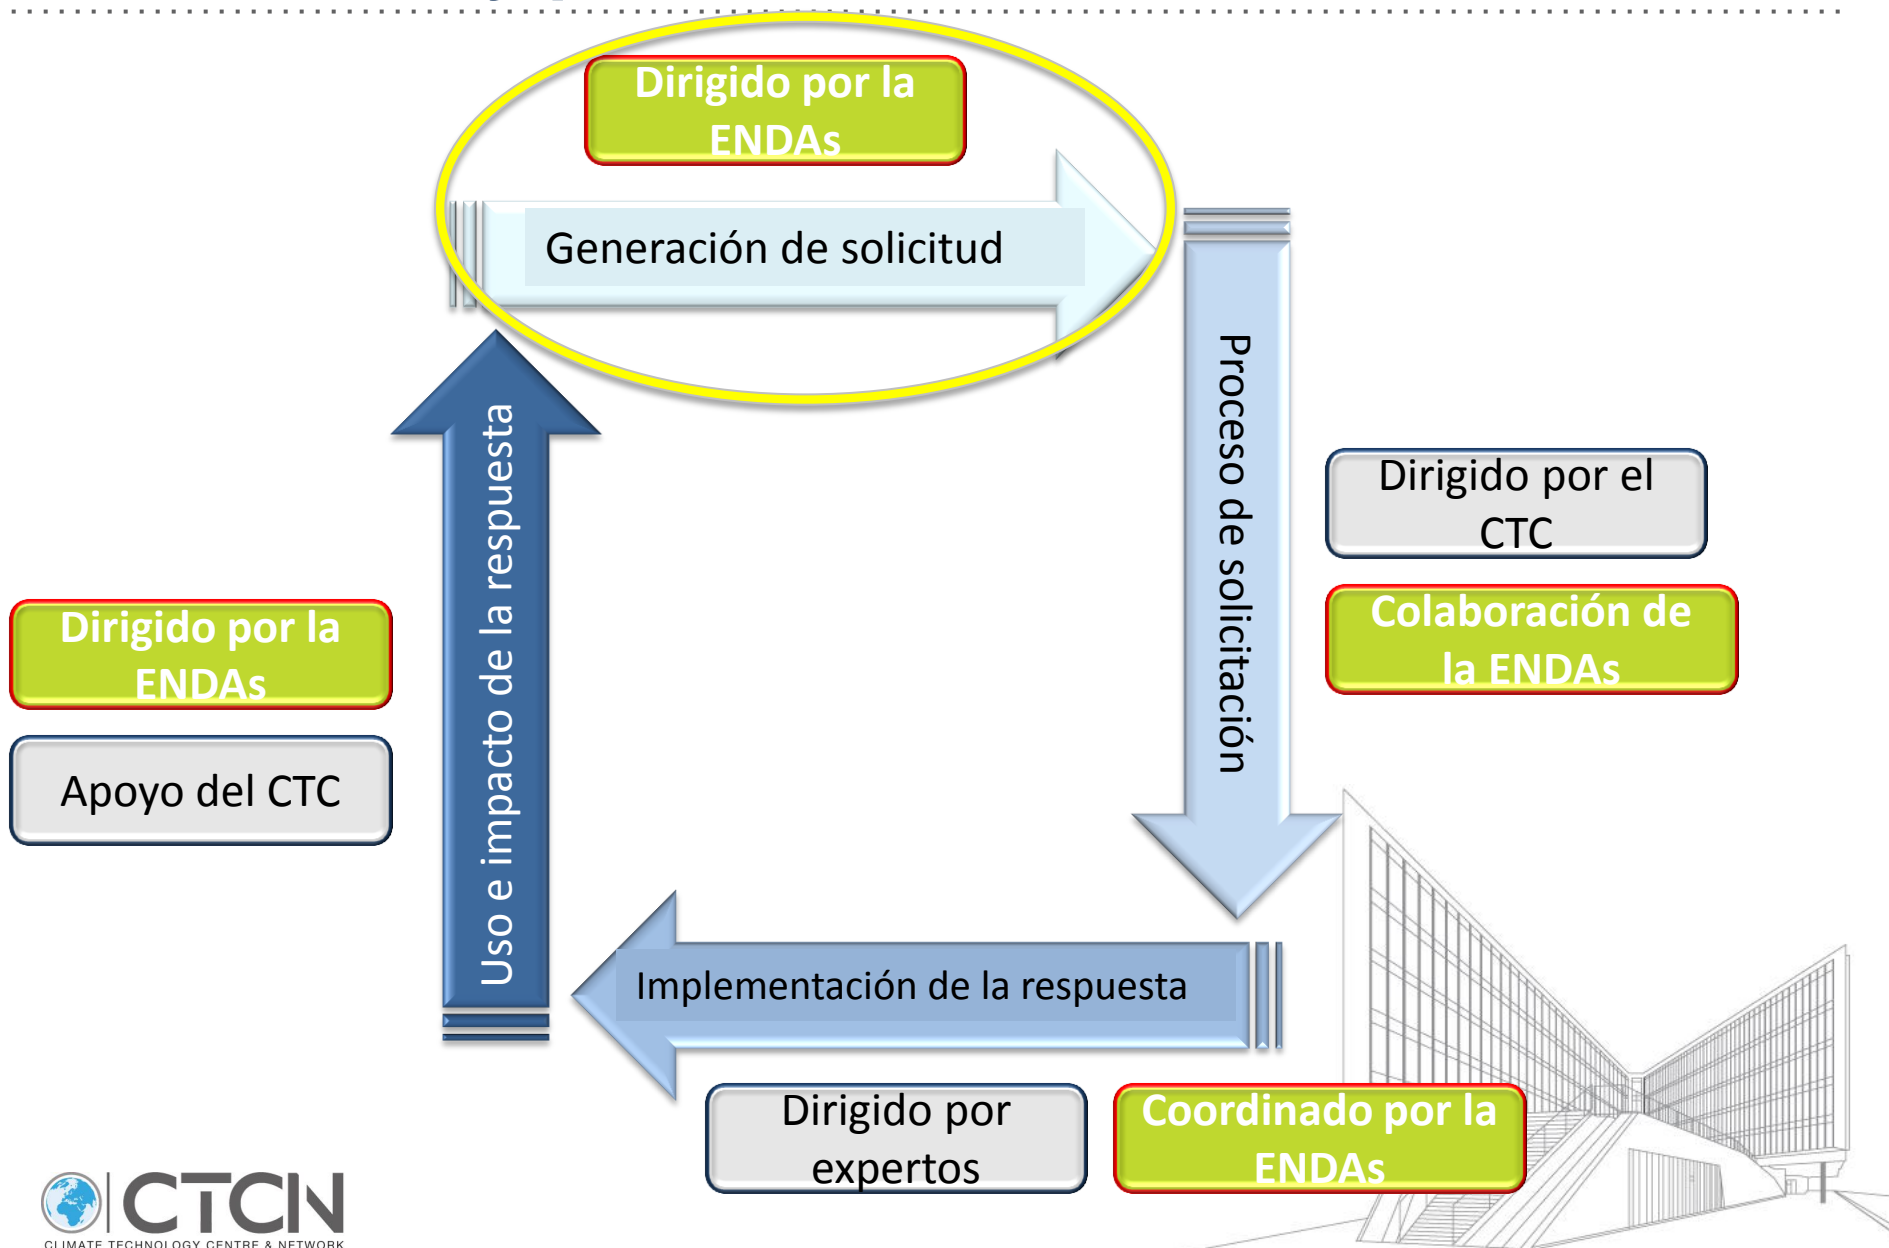 Dirigido por la
ENDAs
Generación de solicitud
Proceso de solicitación
Dirigido por el
CTC
Colaboración de
la ENDAs
Uso e impacto de la respuesta
Dirigido por la
ENDAs
Apoyo del CTC
Implementación de la respuesta
Dirigido por
expertos
Coordinado por la
ENDAs
CTCN
CLIMATE TECHNOLOGY CENTRE & NETWORK